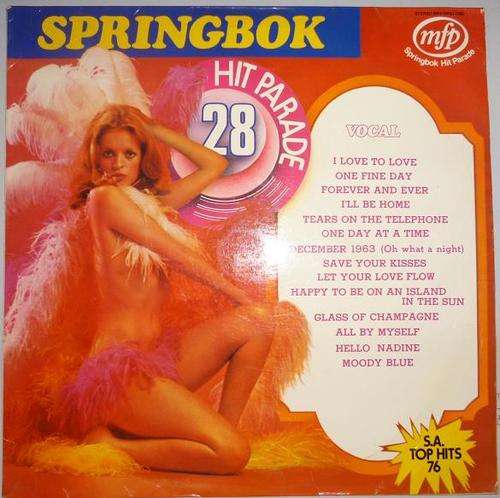 SPRINGBOK
mfp
Springbok Hit Parade
HIT PARADE
28
VOCAL
I LOVE TO LOVE
ONE FINE DAY
FOREVER AND EVER
I'LL BE HOME
TEARS ON THE TELEPHONE
ONE DAY AT A TIME
DECEMBER 1963 (Oh what a night)
SAVE YOUR KISSES
LET YOUR LOVE FLOW
HAPPY TO BE ON AN ISLAND
IN THE SUN
GLASS OF CHAMPAGNE
ALL BY MYSELF
HELLO NADINE
MOODY BLUE
S.A.
TOP HITS
76